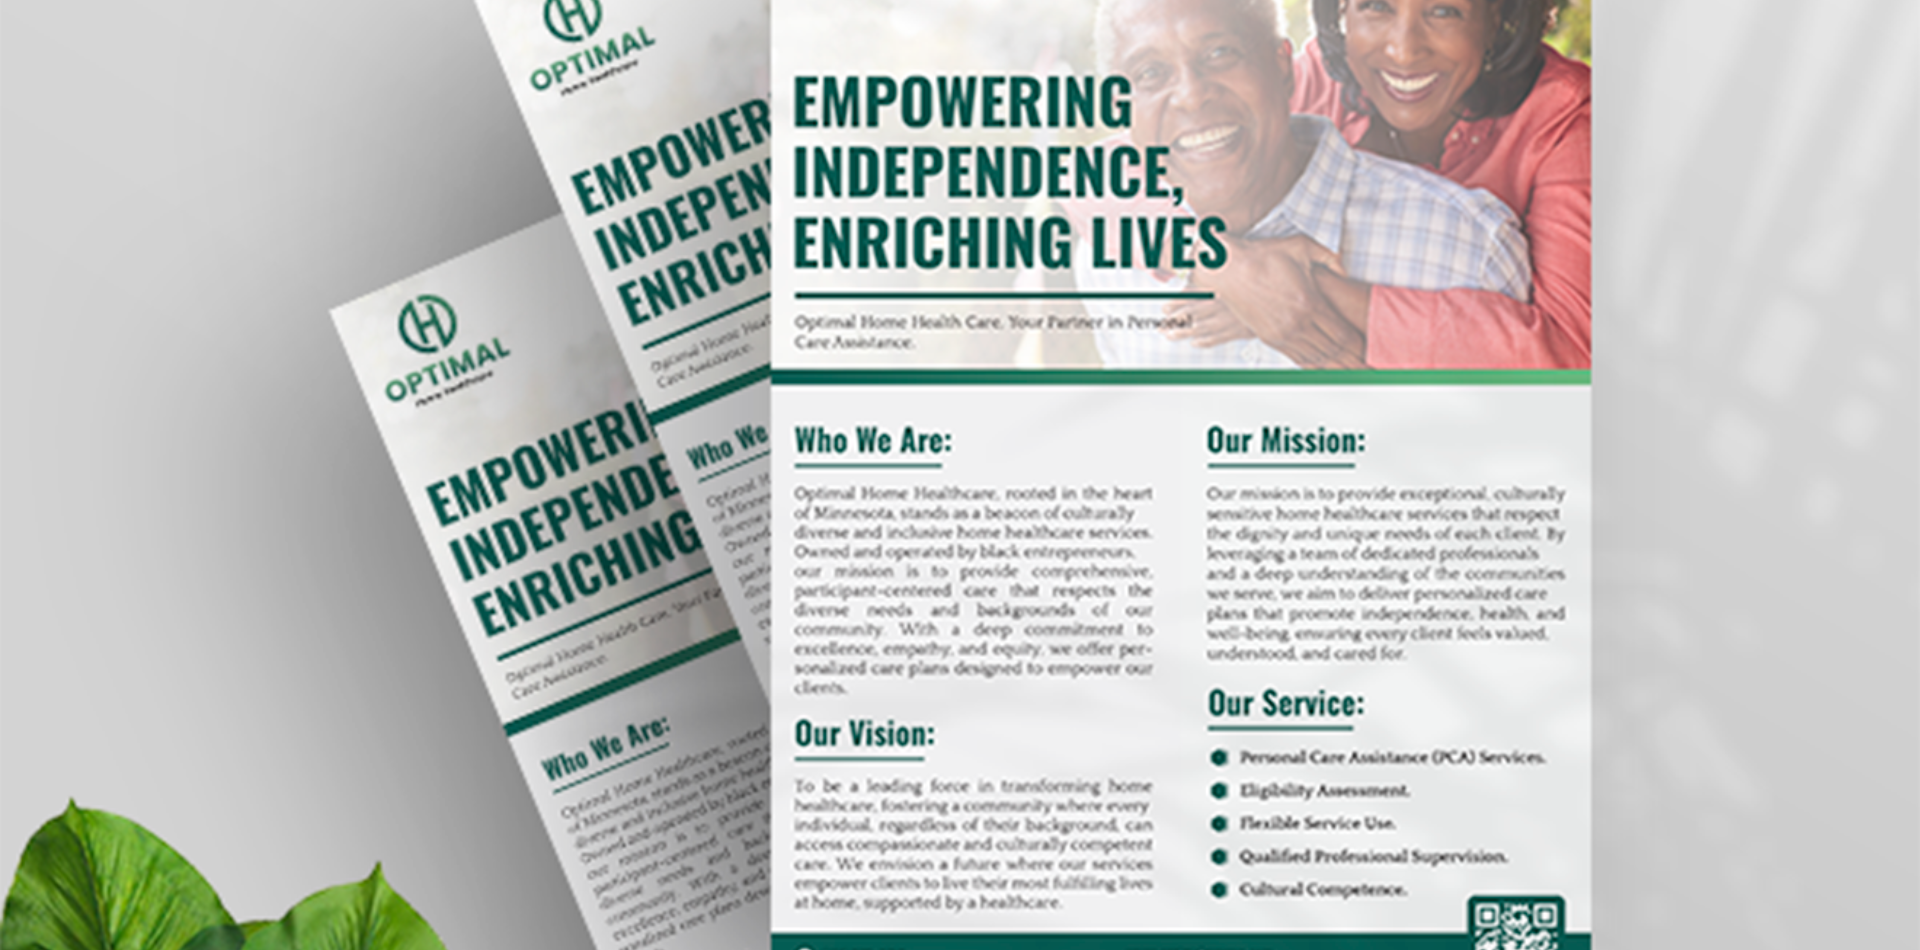 OPTIMAL
Home Healthcare
EMPOWERI
INDEPENDE
ENRICHING
Optimal Home Health Care, Your
Care Assistance.
Who We Are:
Optimal Home Healthcare, rooted
of Minnesota, stands as a beacon
diverse and inclusive home
Owned and operated by black
our mission is to provide
participant-centered care
diverse needs and
community. With a
excellence, empathy, and
OPTIMAL
Home Healthcare
EMPOWER
INDEPEN
ENRICH
Optimal Home
Care Assistance.
Who We
Optimal
of Minnes
diverse
Owned
our
EMPOWERING
INDEPENDENCE,
ENRICHING LIVES
Optimal Home Health Care, Your Partner in Personal
Care Assistance.
Who We Are:
Optimal Home Healthcare, rooted in the heart
of Minnesota, stands as a beacon of culturally
diverse and inclusive home healthcare services.
Owned and operated by black entrepreneurs,
our mission is to provide comprehensive,
participant-centered care that respects the
diverse needs and backgrounds of our
community. With a deep commitment to
excellence, empathy, and equity, we offer per-
sonalized care plans designed to empower our
clients.
Our Vision:
To be a leading force in transforming home
healthcare, fostering a community where every
individual, regardless of their background, can
access compassionate and culturally competent
care. We envision a future where our services
empower clients to live their most fulfilling lives
at home, supported by a healthcare.
Our Mission:
Our mission is to provide exceptional, culturally
sensitive home healthcare services that respect
the dignity and unique needs of each client. By
leveraging a team of dedicated professionals
and a deep understanding of the communities
we serve, we aim to deliver personalized care
plans that promote independence, health, and
well-being, ensuring every client feels valued,
understood, and cared for.
Our Service:
Personal Care Assistance (PCA) Services.
Eligibility Assessment.
Flexible Service Use.
Qualified Professional Supervision.
Cultural Competence.